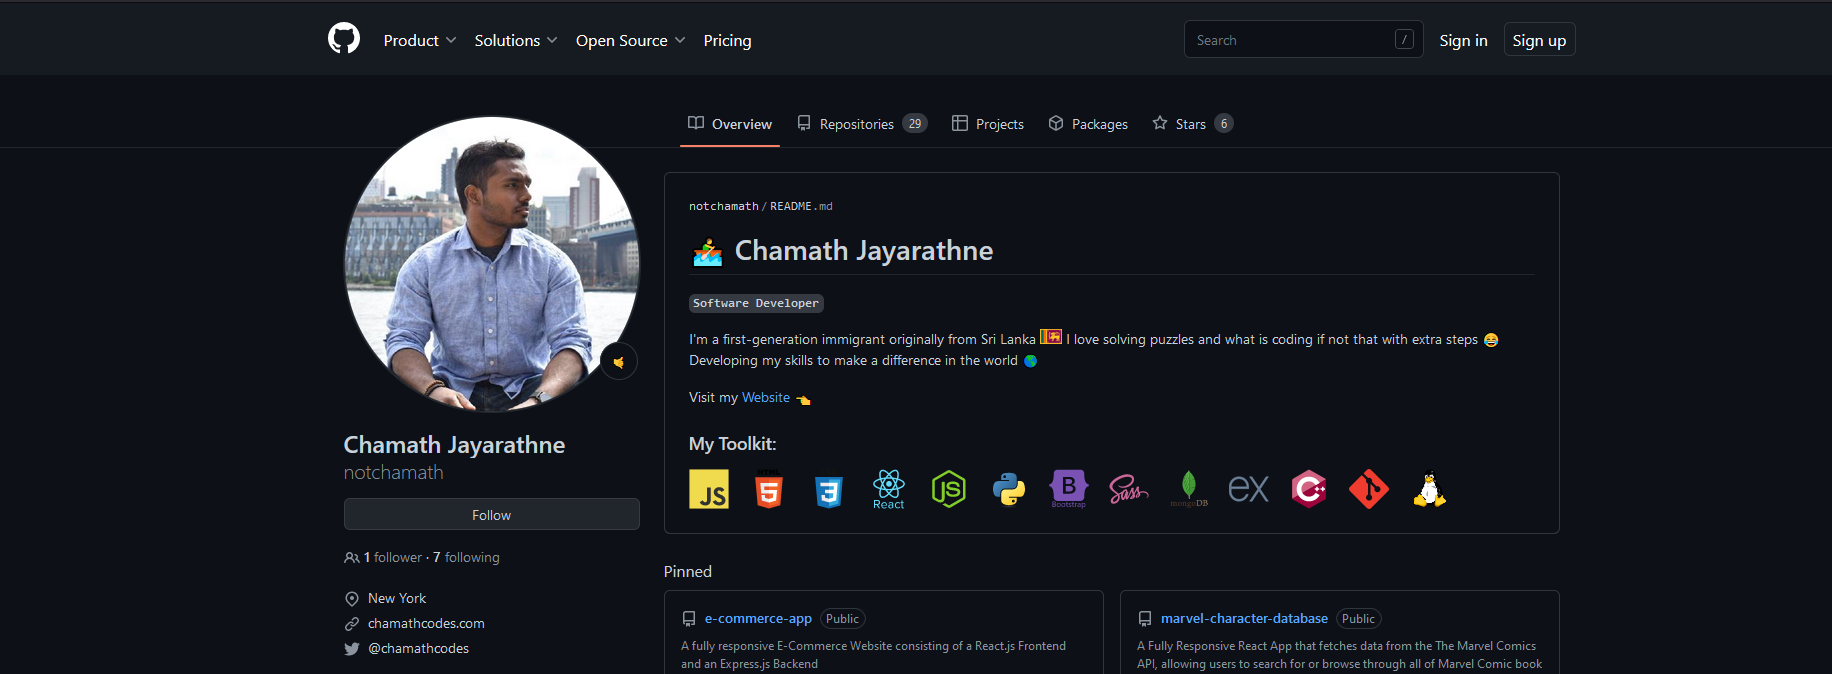 Product Solutions Open Source Pricing Search / Sign in Sign up
Overview Repositories 29 Projects Packages Stars 6
notchamath/README.md
Chamath Jayarathne
Software Developer
I'm a first-generation immigrant originally from Sri Lanka 🇱🇰 I love solving puzzles and what is coding if not that with extra steps 😂
Developing my skills to make a difference in the world 🌎
Visit my Website 👈
My Toolkit:
JS HTML 5 3 React JS B Bootstrap Sass mongoDB ex C++
Chamath Jayarathne
notchamath
Follow
1 follower · 7 following
New York
chamathcodes.com
@chamathcodes
Pinned
e-commerce-app Public
A fully responsive E-Commerce Website consisting of a React.js Frontend
and an Express.js Backend
marvel-character-database Public
A Fully Responsive React App that fetches data from the The Marvel Comics
API, allowing users to search for or browse through all of Marvel Comic book